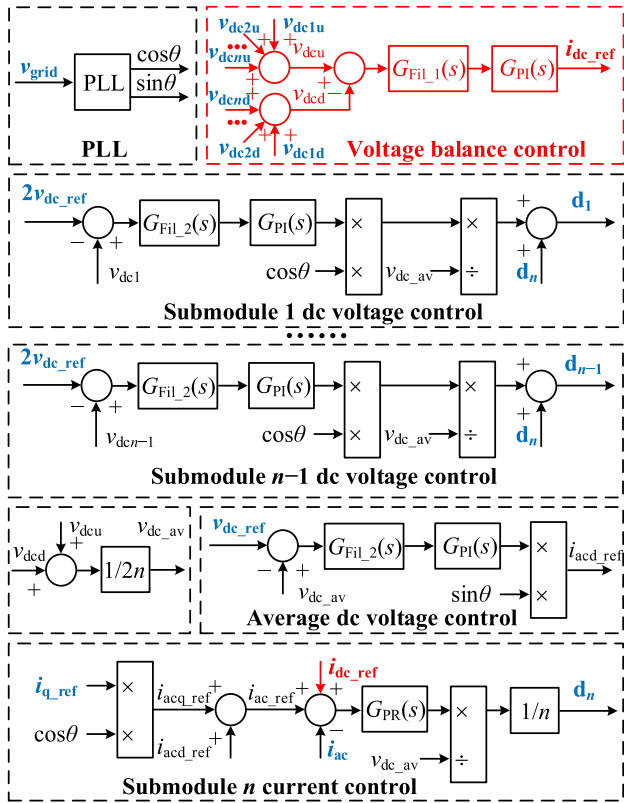 v_grid
PLL
cosθ
sinθ
PLL
v_dc2u
v_dc1u
v_dcnu
v_dcu
+ + + +
v_dcnd
v_dcd
+ + + −
v_dc2d
v_dc1d
G_Fil_1(s)
G_PI(s)
i_dc_ref
Voltage balance control
2v_dc_ref
− +
v_dc1
G_Fil_2(s)
G_PI(s)
×
cosθ
×
v_dc_av
×
÷
+
+
d_1
d_n
Submodule 1 dc voltage control
••••••
2v_dc_ref
− +
v_dcn−1
G_Fil_2(s)
G_PI(s)
×
cosθ
×
v_dc_av
×
÷
+
+
d_n−1
d_n
Submodule n−1 dc voltage control
v_dcd
v_dcu
+
+
1/2n
v_dc_av
v_dc_ref
− +
v_dc_av
G_Fil_2(s)
G_PI(s)
×
sinθ
×
i_acd_ref
Average dc voltage control
i_q_ref
×
cosθ
×
i_acq_ref
+
i_acd_ref
+
i_ac_ref
+
i_dc_ref
+
−
i_ac
G_PR(s)
×
v_dc_av
÷
1/n
d_n
Submodule n current control